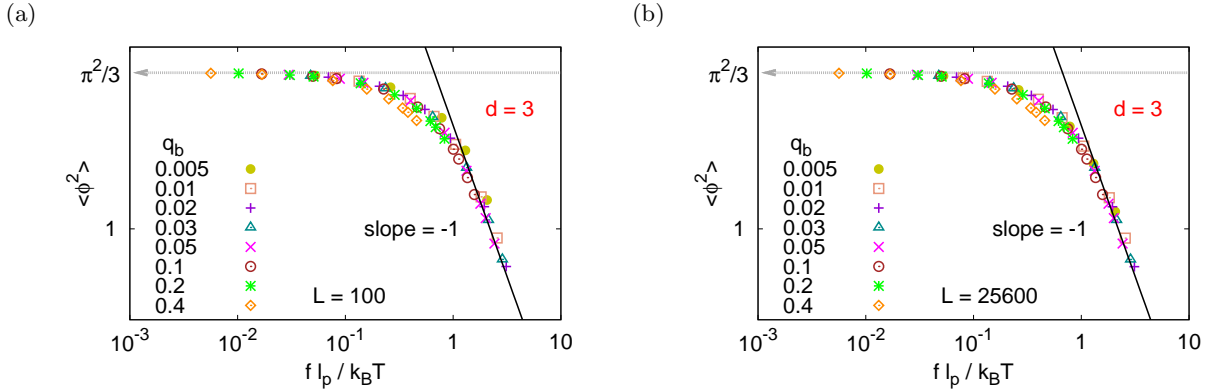 (a)
π²/3
d = 3
q_b
0.005
0.01
0.02
0.03
0.05
0.1
0.2
0.4
<ϕ²>
1
slope = -1
L = 100
10⁻³
10⁻²
10⁻¹
1
10
f l_p / k_BT
(b)
π²/3
d = 3
q_b
0.005
0.01
0.02
0.03
0.05
0.1
0.2
0.4
<ϕ²>
1
slope = -1
L = 25600
10⁻³
10⁻²
10⁻¹
1
10
f l_p / k_BT